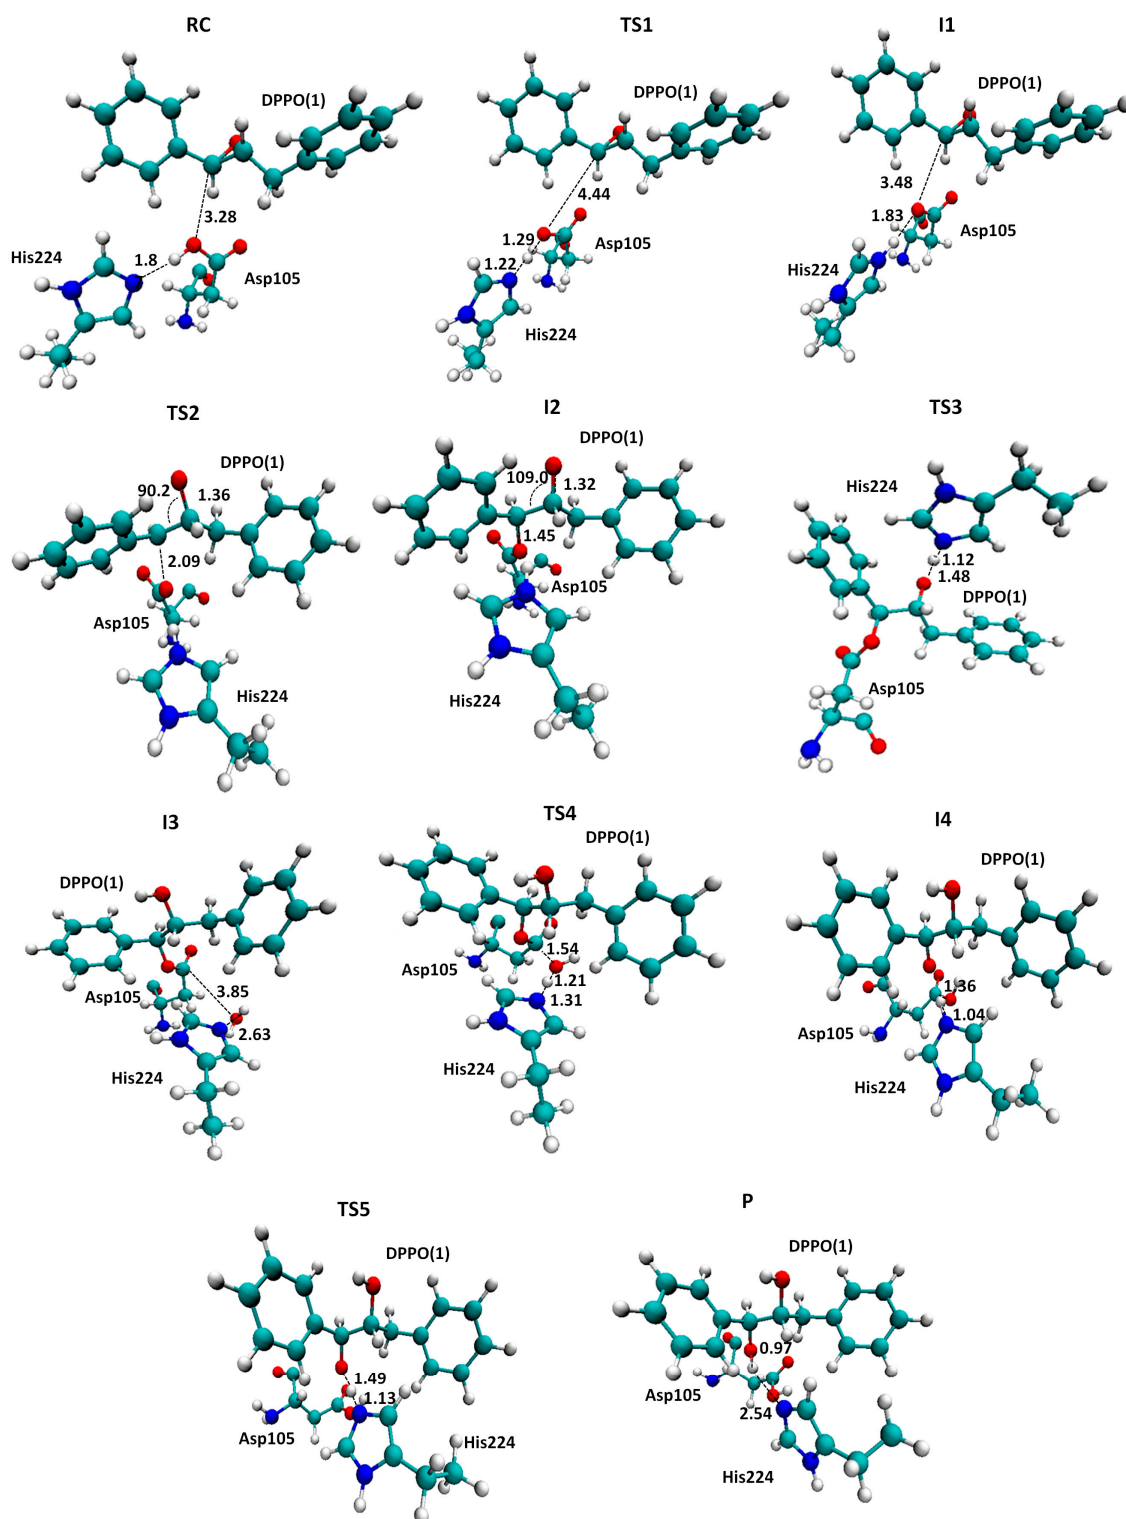 RC
DPPO(1)
3.28
1.8
His224
Asp105
TS1
DPPO(1)
4.44
1.29
1.22
Asp105
His224
I1
DPPO(1)
3.48
1.83
Asp105
His224
TS2
DPPO(1)
90.2
1.36
2.09
Asp105
His224
I2
DPPO(1)
109.0
1.32
1.45
Asp105
His224
TS3
His224
1.12
1.48
DPPO(1)
Asp105
I3
DPPO(1)
3.85
Asp105
2.63
His224
TS4
DPPO(1)
1.54
Asp105
1.21
1.31
His224
I4
DPPO(1)
1.36
1.04
Asp105
His224
TS5
DPPO(1)
1.49
1.13
Asp105
His224
P
DPPO(1)
0.97
Asp105
2.54
His224